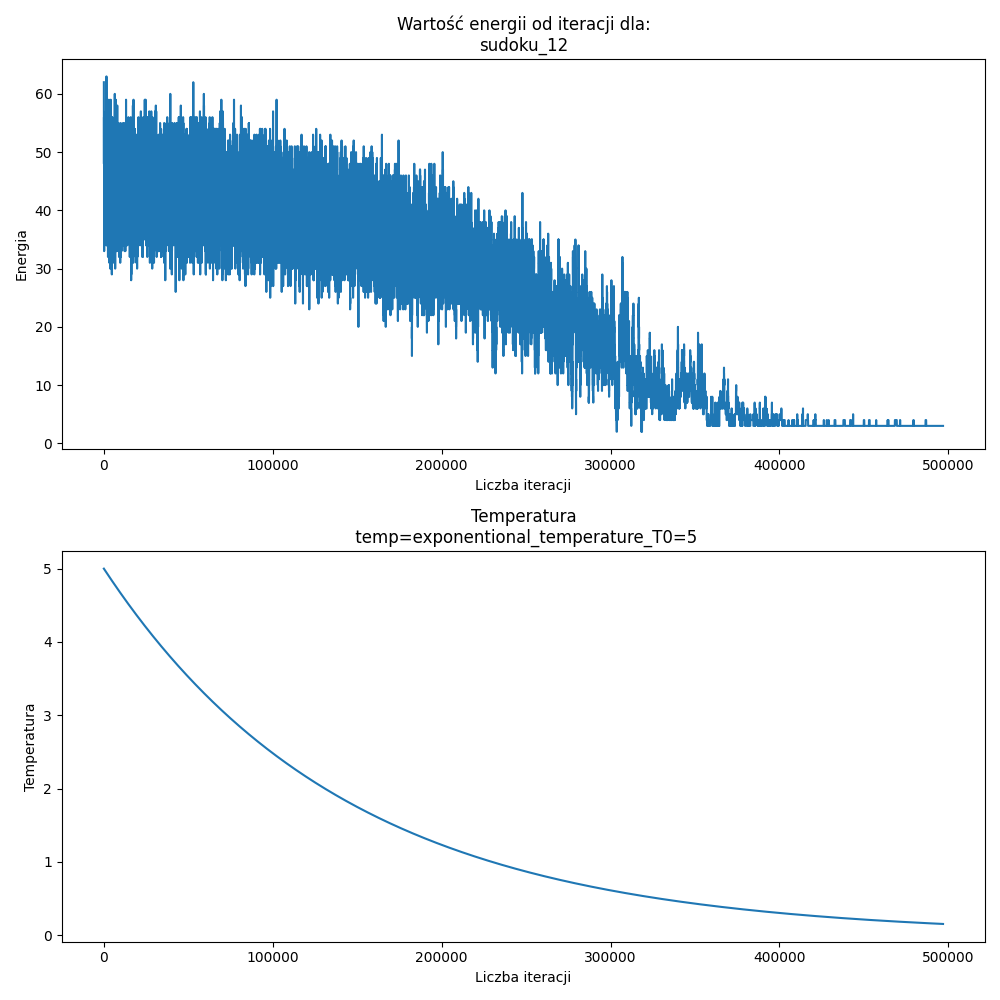 Wartość energii od iteracji dla:
sudoku_12
Energia
60
50
40
30
20
10
0
0 100000 200000 300000 400000 500000
Liczba iteracji
Temperatura
temp=exponentional_temperature_T0=5
Temperatura
5
4
3
2
1
0
0 100000 200000 300000 400000 500000
Liczba iteracji